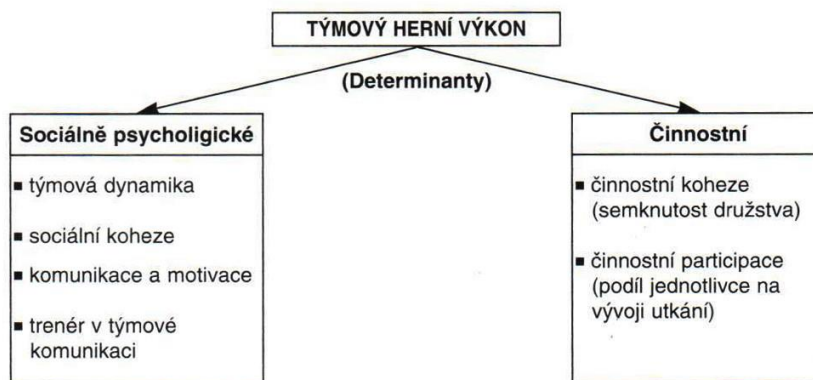 TÝMOVÝ HERNÍ VÝKON
(Determinanty)
Sociálně psycholigické
▪ týmová dynamika
▪ sociální koheze
▪ komunikace a motivace
▪ trenér v týmové
komunikaci
Činnostní
▪ činnostní koheze
(semknutost družstva)
▪ činnostní participace
(podíl jednotlivce na
vývoji utkání)